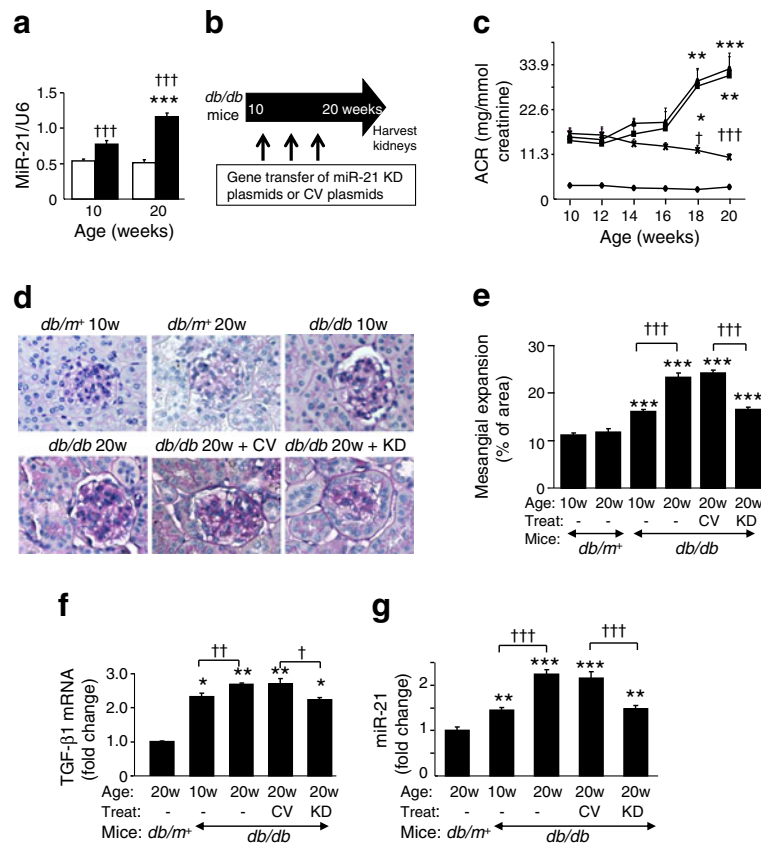 a
†††
***
†††
1.5
1.0
0.5
0
MiR-21/U6
10
20
Age (weeks)
b
db/db
mice
10
20 weeks
Harvest
kidneys
Gene transfer of miR-21 KD
plasmids or CV plasmids
c
**
***
**
*
†
†††
33.9
22.6
11.3
0
ACR (mg/mmol
creatinine)
10 12 14 16 18 20
Age (weeks)
d
db/m+ 10w
db/m+ 20w
db/db 10w
db/db 20w
db/db 20w + CV
db/db 20w + KD
e
†††
†††
***
***
***
***
30
20
10
0
Mesangial expansion
(% of area)
Age: 10w 20w 10w 20w 20w 20w
Treat: - - - - CV KD
Mice:
db/m+
db/db
f
††
†
*
**
**
*
3.0
2.0
1.0
0
TGF-β1 mRNA
(fold change)
Age: 20w 10w 20w 20w 20w
Treat: - - - CV KD
Mice: db/m+
db/db
g
†††
†††
**
***
***
**
2
1
0
miR-21
(fold change)
Age: 20w 10w 20w 20w 20w
Treat: - - - CV KD
Mice: db/m+
db/db